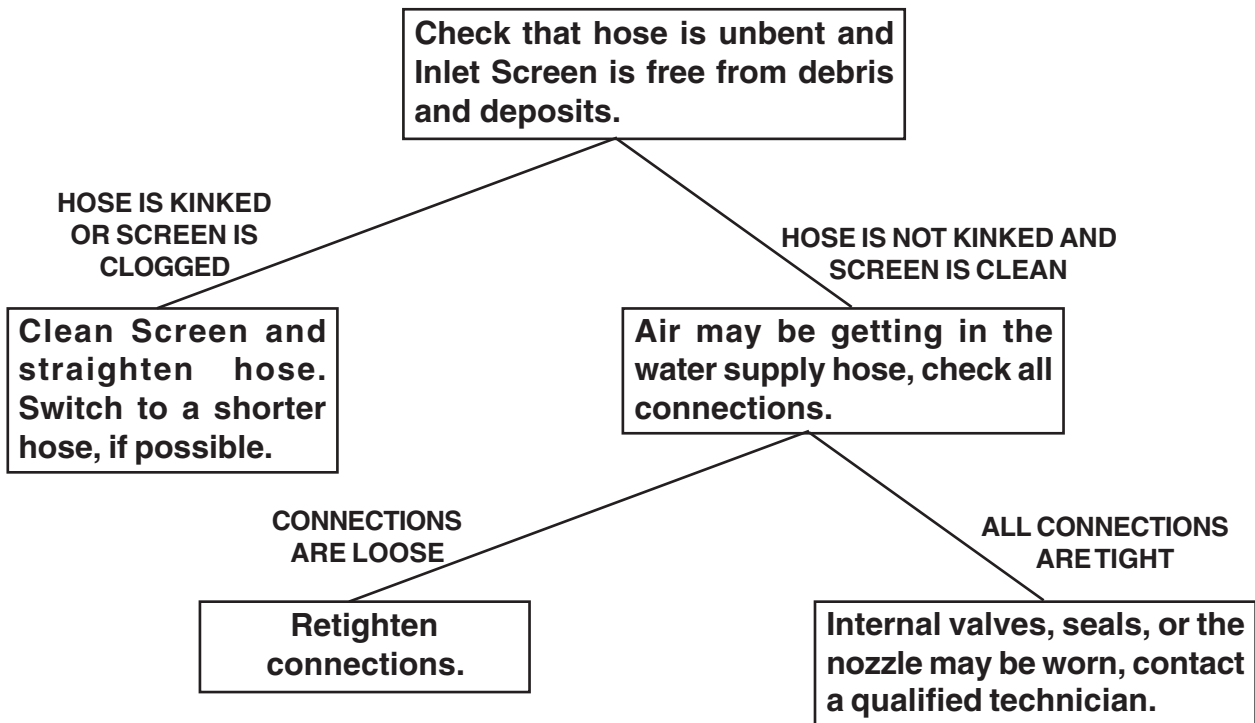 Check that hose is unbent and
Inlet Screen is free from debris
and deposits.
HOSE IS KINKED
OR SCREEN IS
CLOGGED
HOSE IS NOT KINKED AND
SCREEN IS CLEAN
Clean Screen and
straighten hose.
Switch to a shorter
hose, if possible.
Air may be getting in the
water supply hose, check all
connections.
CONNECTIONS
ARE LOOSE
ALL CONNECTIONS
ARE TIGHT
Retighten
connections.
Internal valves, seals, or the
nozzle may be worn, contact
a qualified technician.